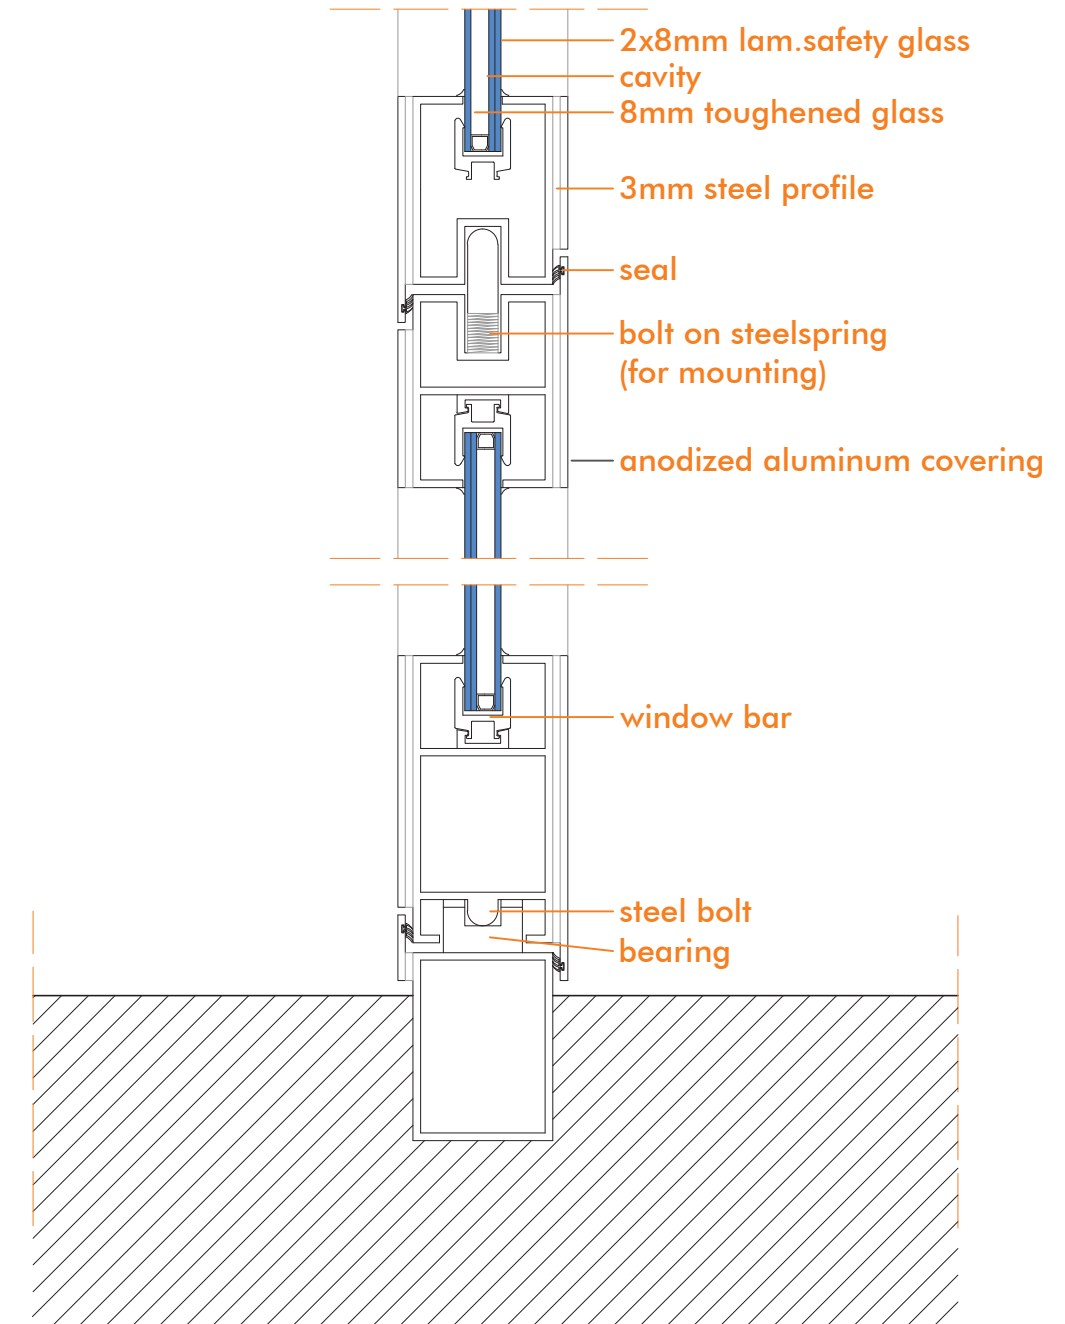 2x8mm lam.safety glass
cavity
8mm toughened glass
3mm steel profile
seal
bolt on steelspring
(for mounting)
anodized aluminum covering
window bar
steel bolt
bearing